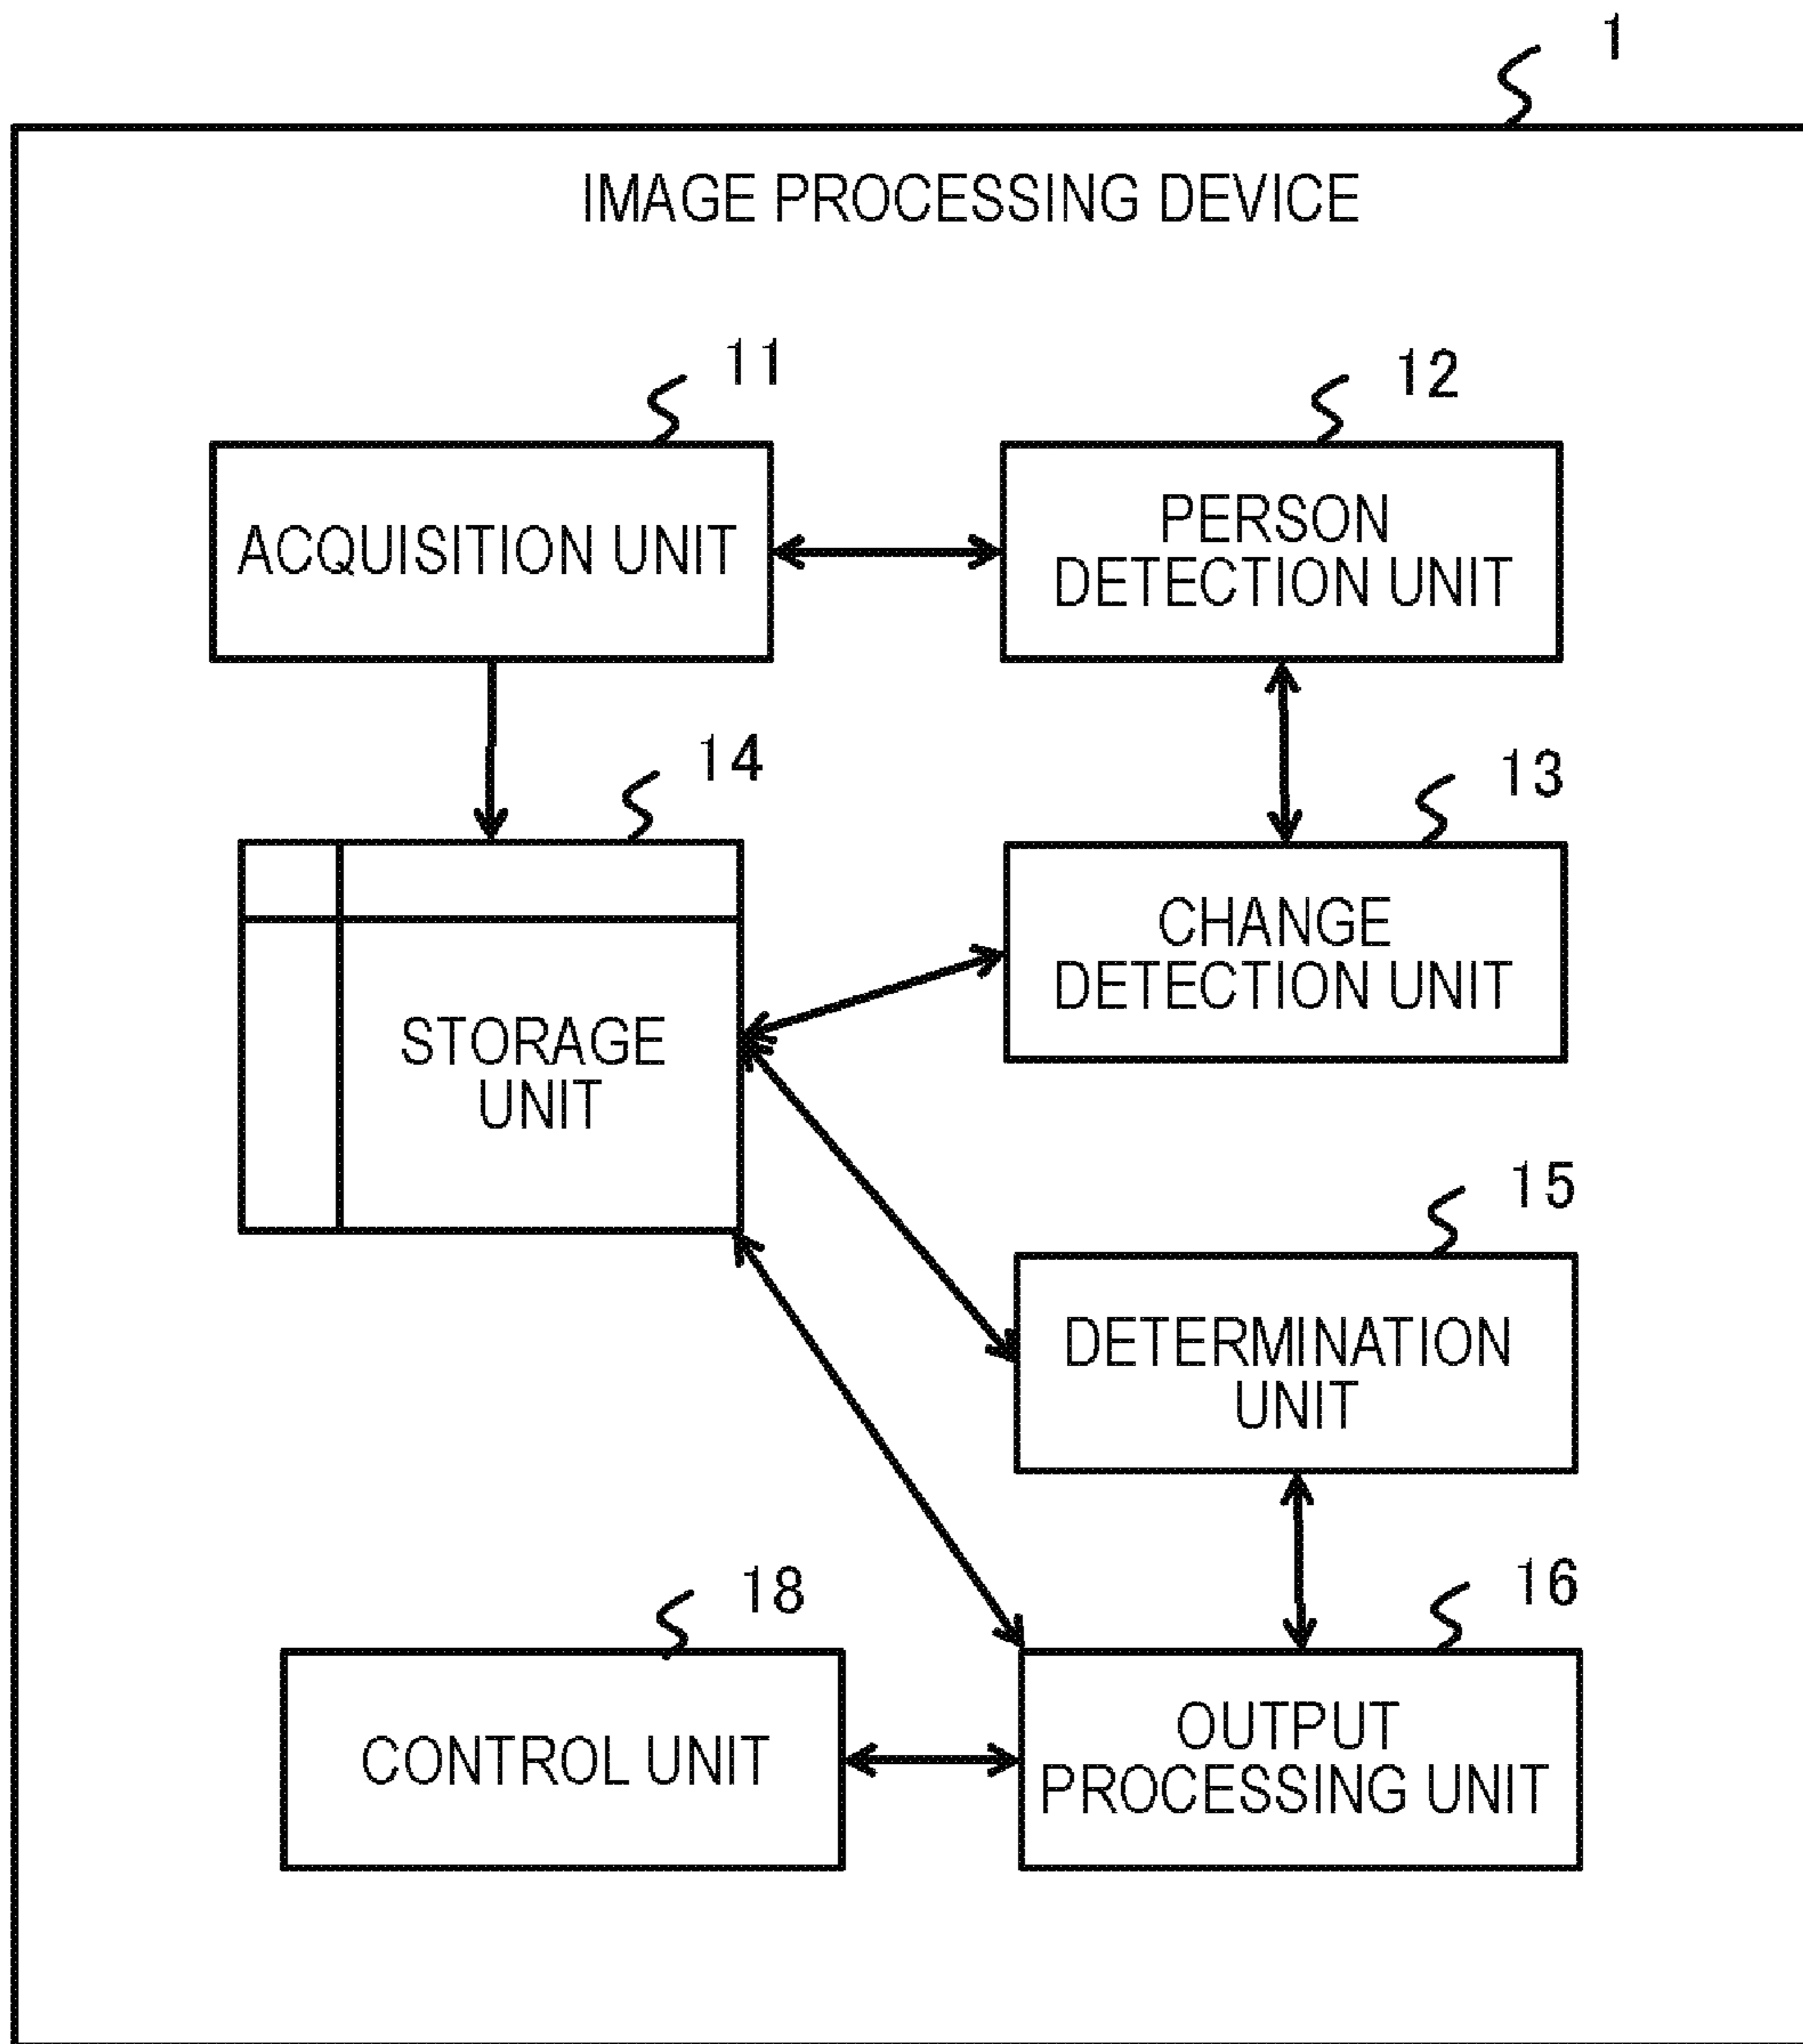 1
IMAGE PROCESSING DEVICE
11
12
ACQUISITION UNIT
PERSON
DETECTION UNIT
14
13
STORAGE
UNIT
CHANGE
DETECTION UNIT
15
DETERMINATION
UNIT
18
16
CONTROL UNIT
OUTPUT
PROCESSING UNIT